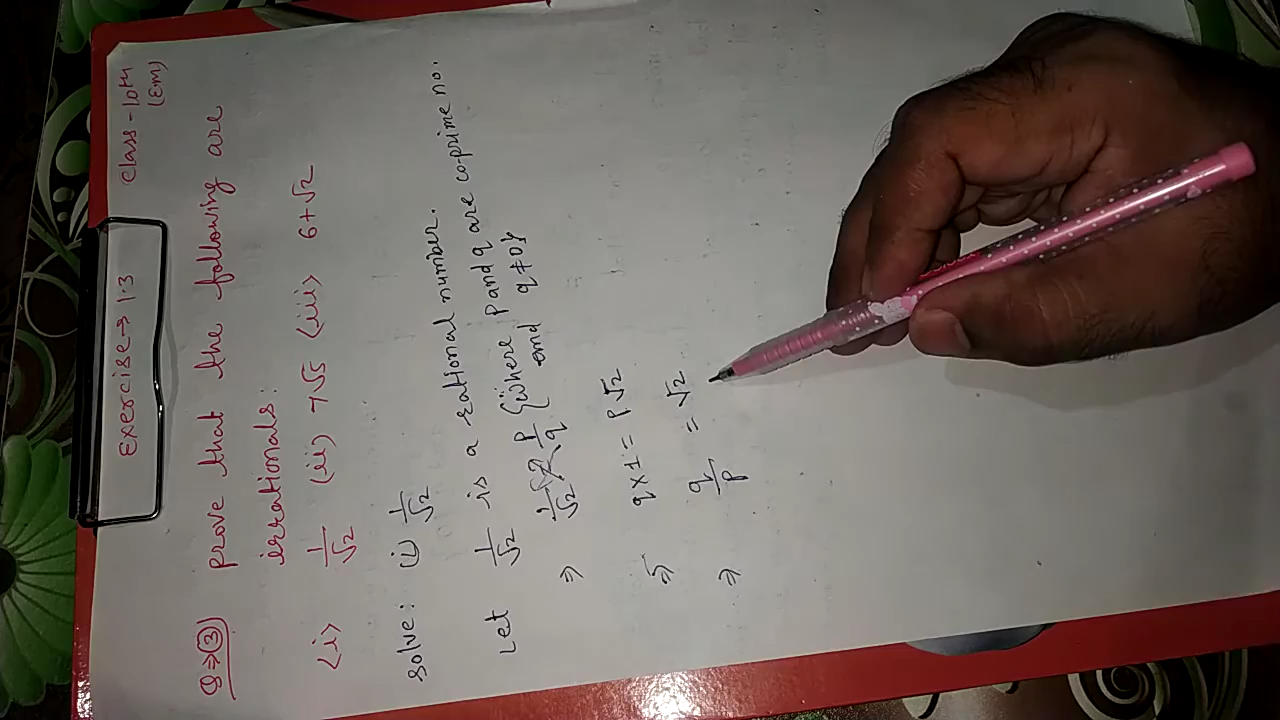 Exercise → 1.3
Class - 10th
(EM)
Q → ③ prove that the following are
irrationals:
(i) 1/√2 (ii) 7√5 (iii) 6+√2
Solve: (i) 1/√2
Let 1/√2 is a rational number.
⇒ 1/√2 = p/q {where p and q are coprime no.
and q ≠ 0}
⇒ q×1 = p√2
⇒ q/p = √2